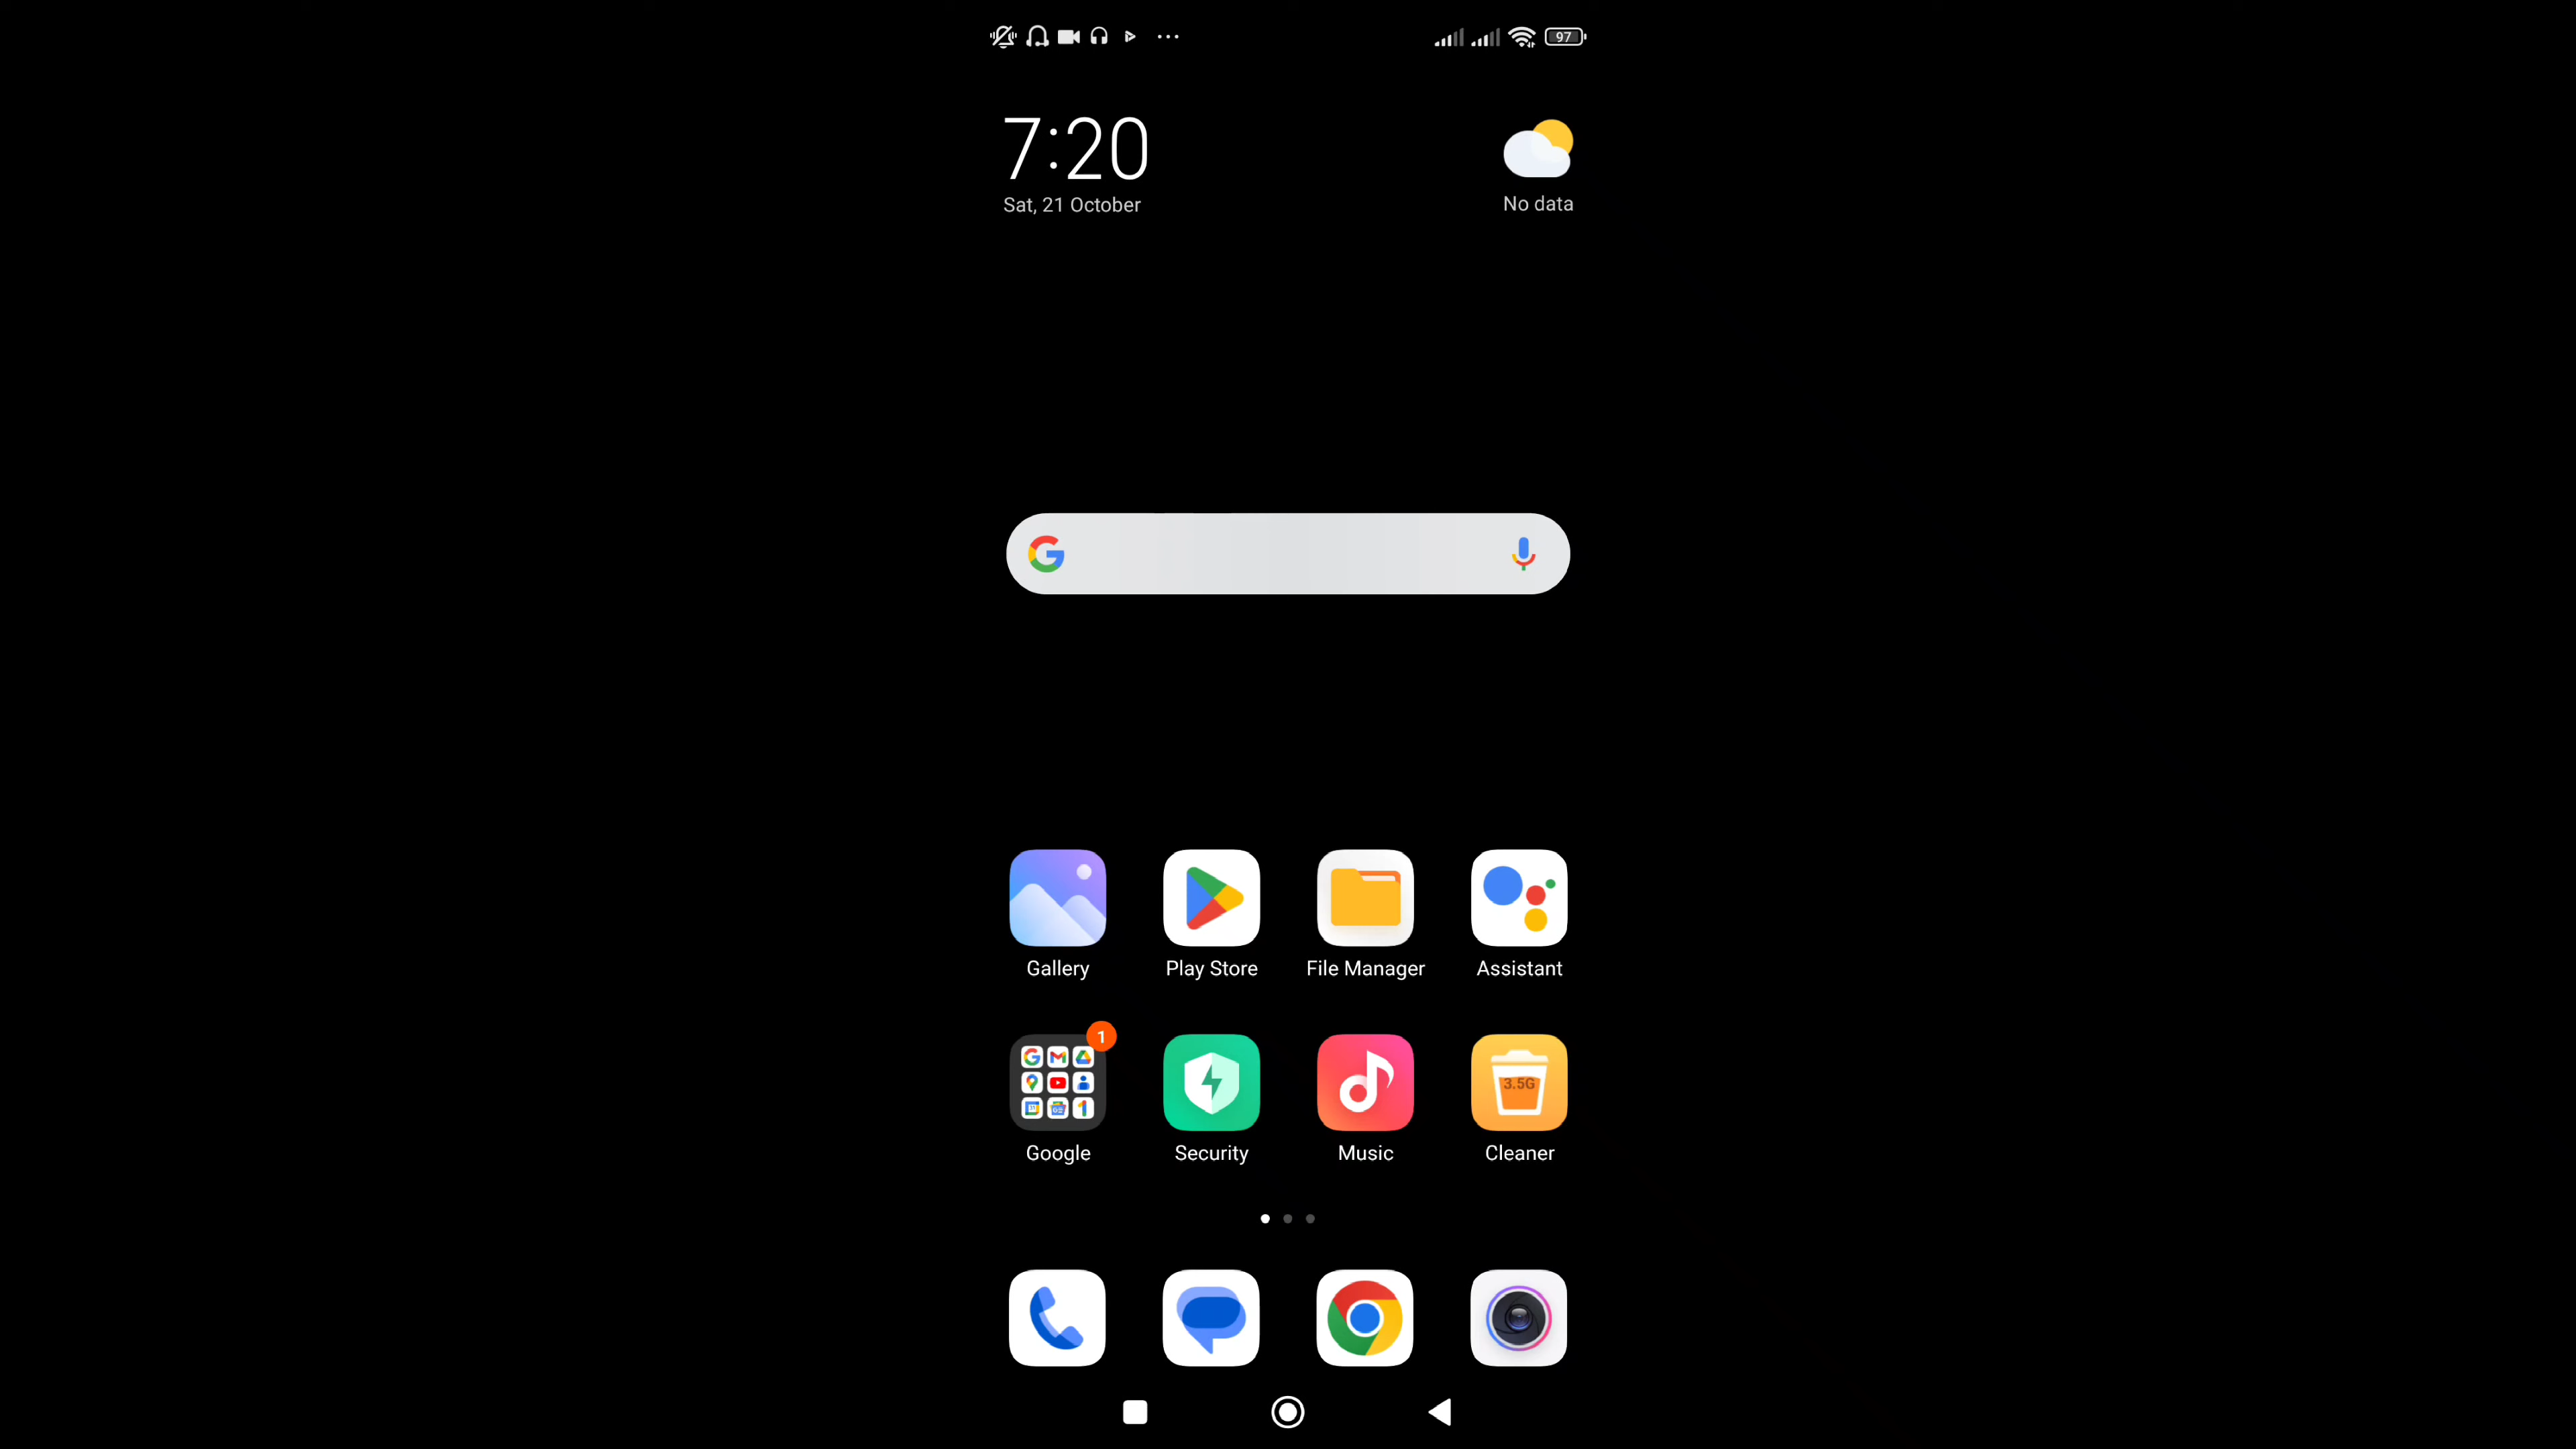 97
7:20
Sat, 21 October
No data
Gallery
Play Store
File Manager
Assistant
1
3.5G
Google
Security
Music
Cleaner